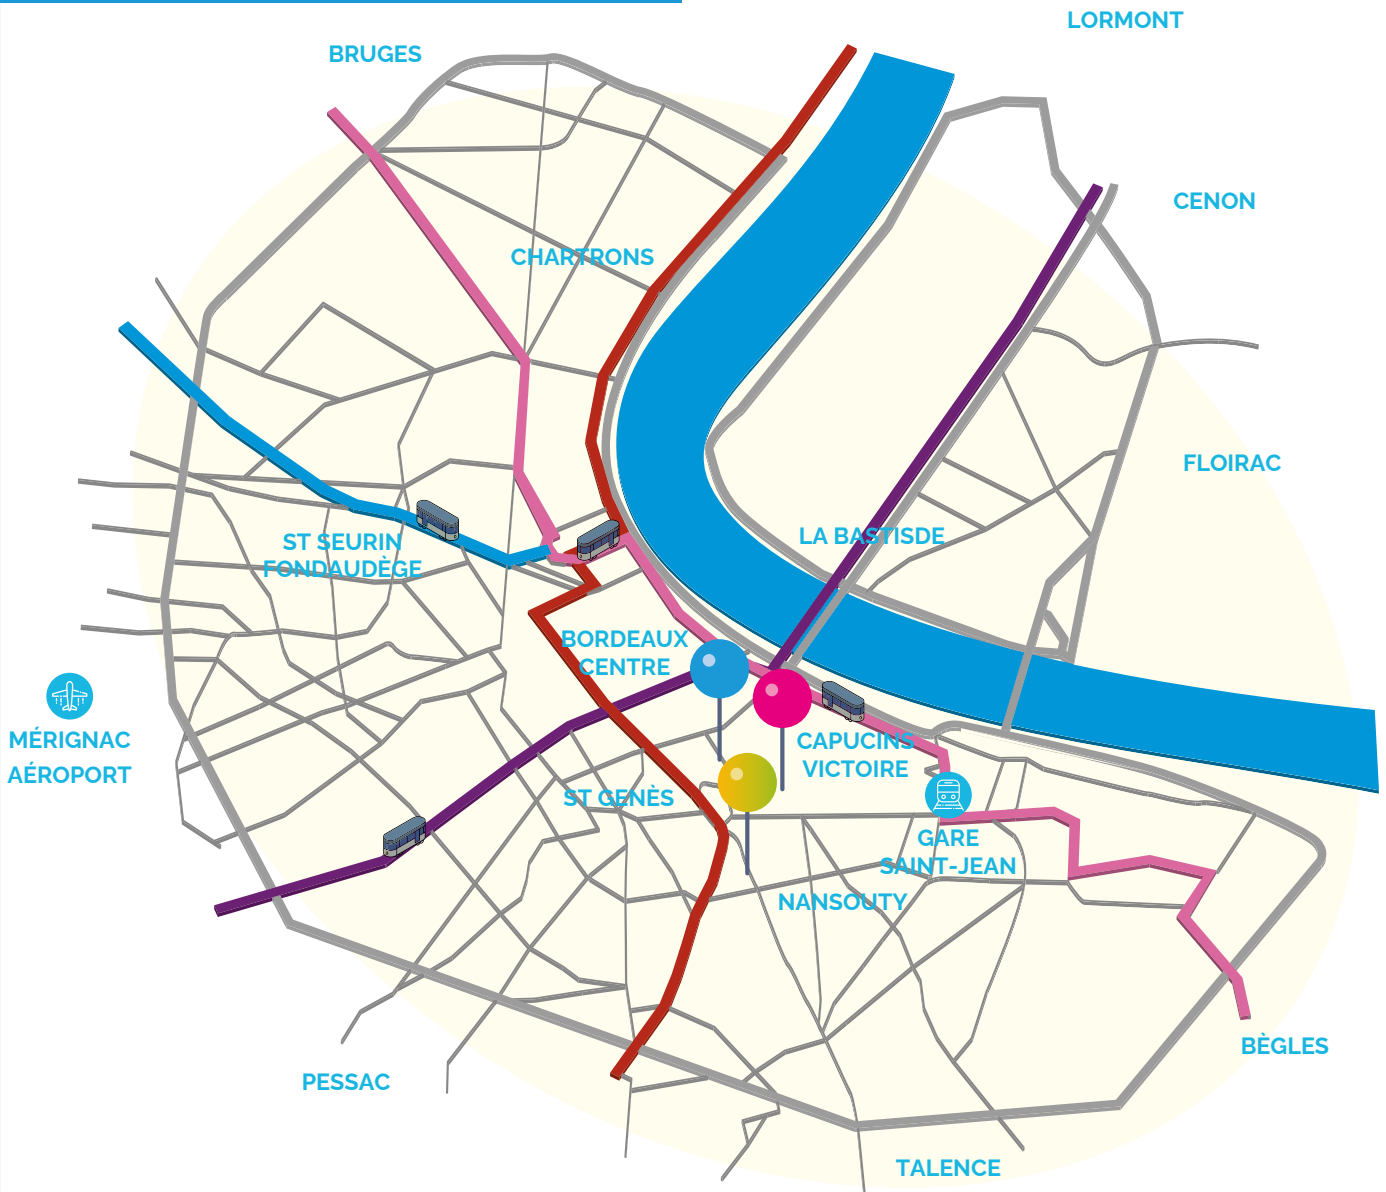 LORMONT
BRUGES
CENON
CHARTRONS
FLOIRAC
LA BASTISDE
ST SEURIN
FONDAUDÈGE
BORDEAUX
CENTRE
MÉRIGNAC
AÉROPORT
CAPUCINS
VICTOIRE
ST GENÈS
GARE
SAINT-JEAN
NANSOUTY
BÈGLES
PESSAC
TALENCE